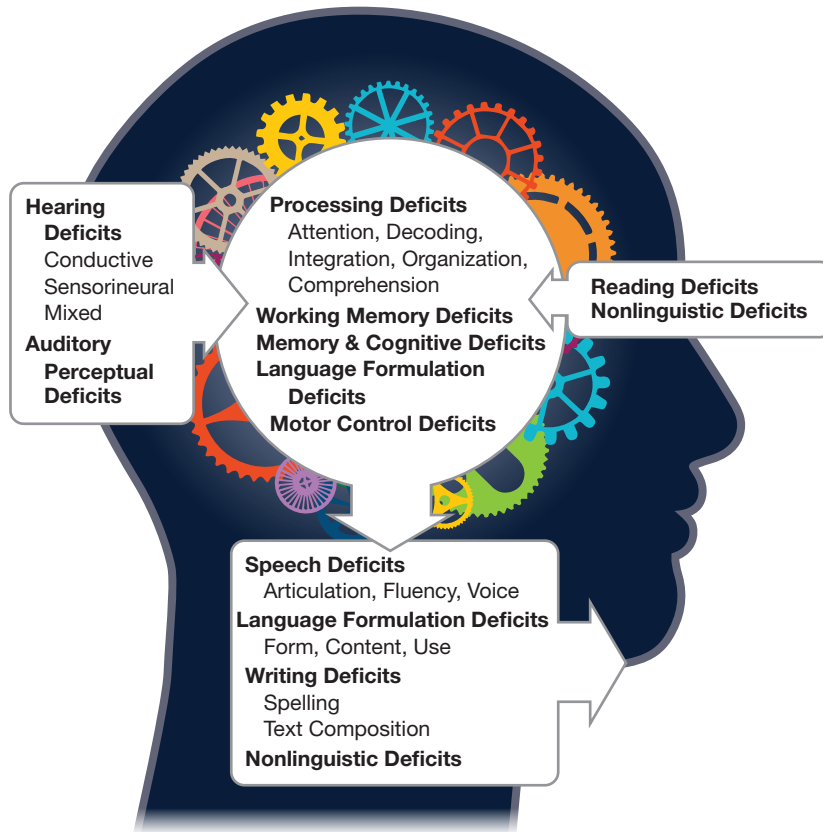 Hearing
Deficits
Conductive
Sensorineural
Mixed
Auditory
Perceptual
Deficits
Processing Deficits
Attention, Decoding,
Integration, Organization,
Comprehension
Working Memory Deficits
Memory & Cognitive Deficits
Language Formulation
Deficits
Motor Control Deficits
Reading Deficits
Nonlinguistic Deficits
Speech Deficits
Articulation, Fluency, Voice
Language Formulation Deficits
Form, Content, Use
Writing Deficits
Spelling
Text Composition
Nonlinguistic Deficits